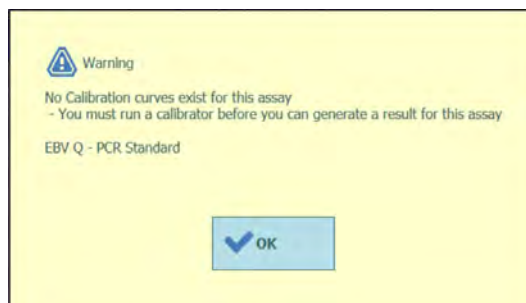 Warning
No Calibration curves exist for this assay
- You must run a calibrator before you can generate a result for this assay
EBV Q - PCR Standard
OK